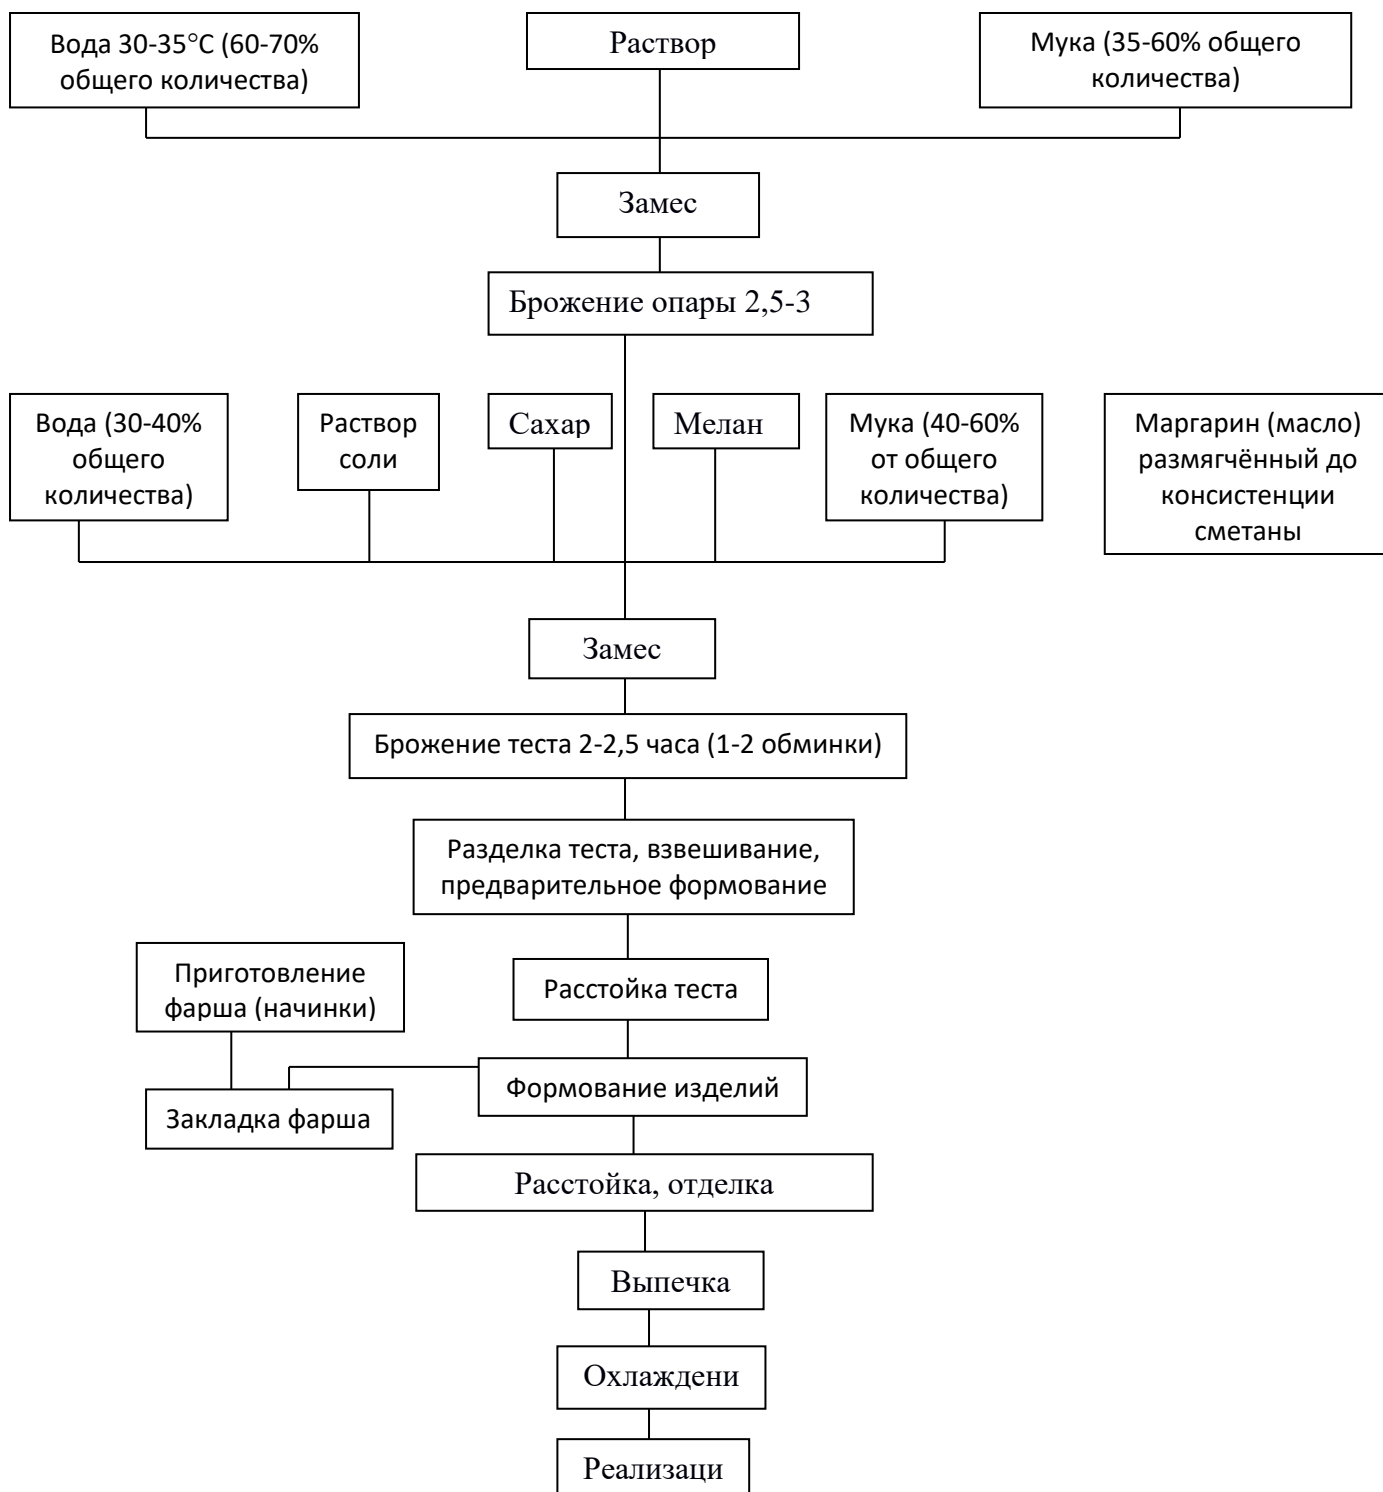 Вода 30-35°С (60-70%
общего количества)
Раствор
Мука (35-60% общего
количества)
Замес
Брожение опары 2,5-3
Вода (30-40%
общего
количества)
Раствор
соли
Сахар
Мелан
Мука (40-60%
от общего
количества)
Маргарин (масло)
размягчённый до
консистенции
сметаны
Замес
Брожение теста 2-2,5 часа (1-2 обминки)
Разделка теста, взвешивание,
предварительное формование
Приготовление
фарша (начинки)
Расстойка теста
Формование изделий
Закладка фарша
Расстойка, отделка
Выпечка
Охлаждени
Реализаци